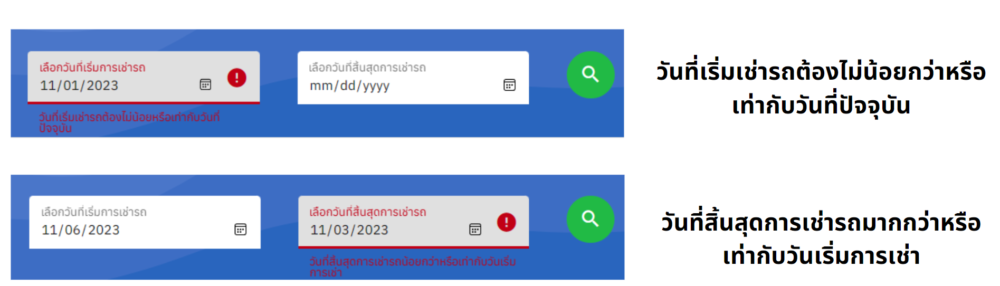 เลือกวันที่เริ่มการเช่ารถ
11/01/2023
วันที่เริ่มเช่ารถต้องไม่น้อยหรือเท่ากับวันที่
ปัจจุบัน
เลือกวันที่สิ้นสุดการเช่ารถ
mm/dd/yyyy
วันที่เริ่มเช่ารถต้องไม่น้อยกว่าหรือ
เท่ากับวันที่ปัจจุบัน
เลือกวันที่เริ่มการเช่ารถ
11/06/2023
เลือกวันที่สิ้นสุดการเช่ารถ
11/03/2023
วันที่สิ้นสุดการเช่ารถน้อยกว่าหรือเท่ากับวันเริ่ม
การเช่า
วันที่สิ้นสุดการเช่ารถมากกว่าหรือ
เท่ากับวันเริ่มการเช่า